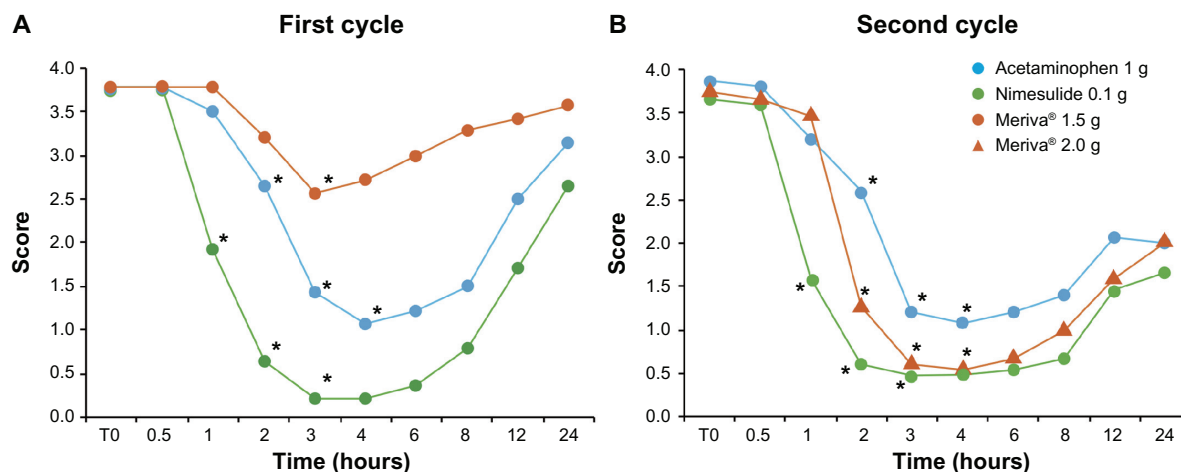 A First cycle
Score
4.0
3.5
3.0
2.5
2.0
1.5
1.0
0.5
0.0
T0 0.5 1 2 3 4 6 8 12 24
Time (hours)
* * * * * * *
B Second cycle
Acetaminophen 1 g
Nimesulide 0.1 g
Meriva® 1.5 g
Meriva® 2.0 g
Score
4.0
3.5
3.0
2.5
2.0
1.5
1.0
0.5
0.0
T0 0.5 1 2 3 4 6 8 12 24
Time (hours)
* * * * * * * * *